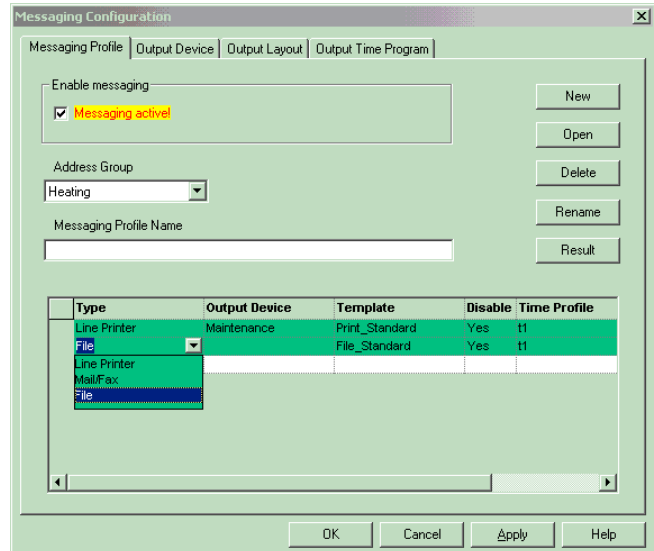 Messaging Configuration
Messaging Profile Output Device Output Layout Output Time Program
Enable messaging
Messaging active!
New
Open
Address Group
Delete
Heating
Rename
Messaging Profile Name
Result
Type Output Device Template Disable Time Profile
Line Printer Maintenance Print_Standard Yes t1
File File_Standard Yes t1
Line Printer
Mail/Fax
File
OK Cancel Apply Help